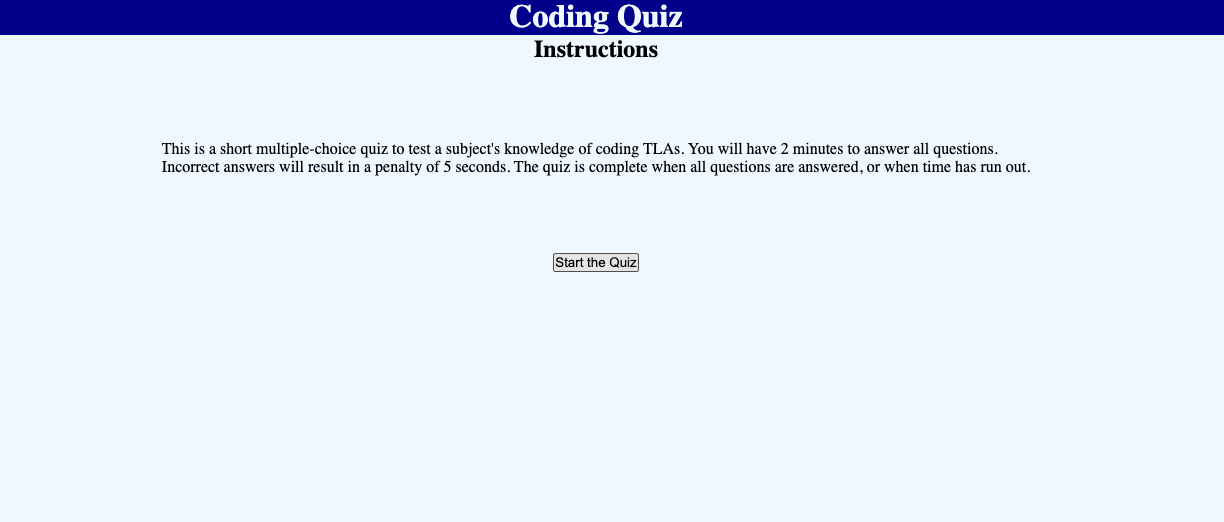 Coding Quiz
Instructions
This is a short multiple-choice quiz to test a subject's knowledge of coding TLAs. You will have 2 minutes to answer all questions.
Incorrect answers will result in a penalty of 5 seconds. The quiz is complete when all questions are answered, or when time has run out.
Start the Quiz